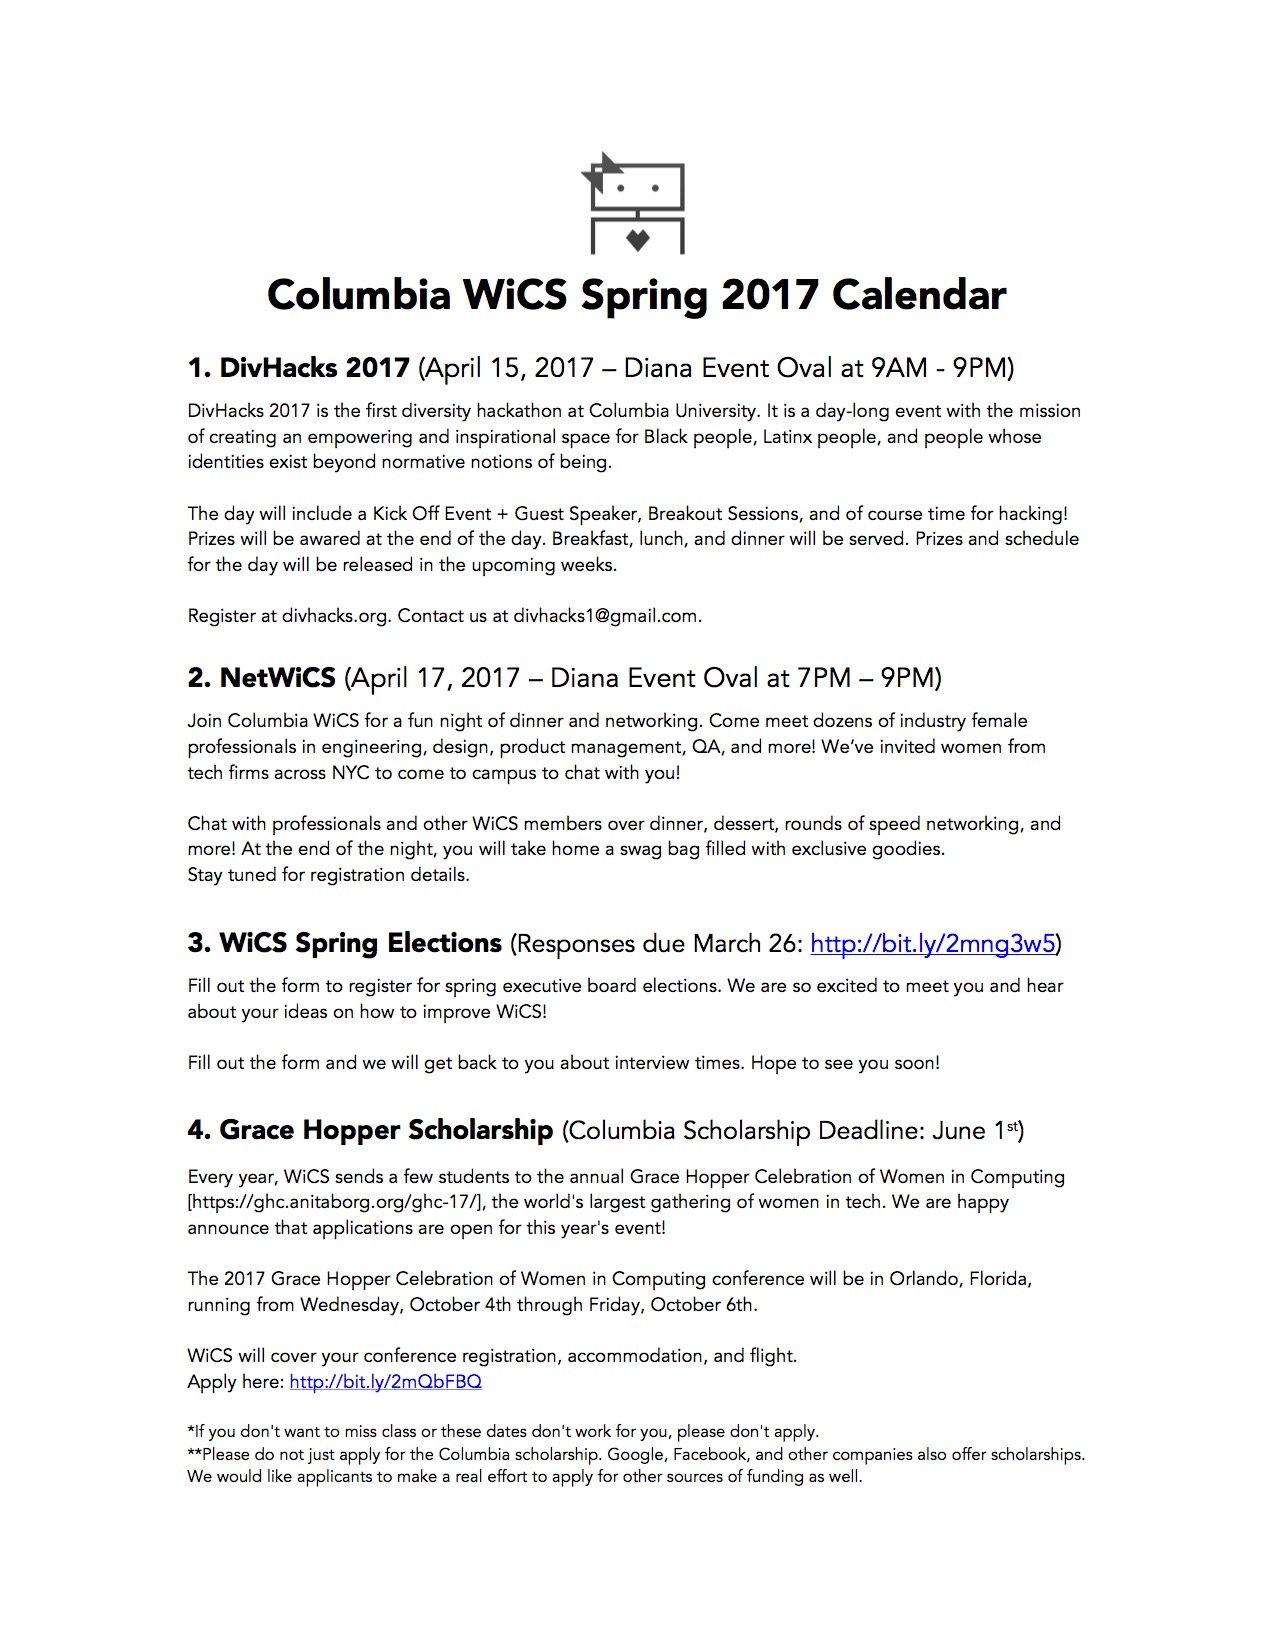 Columbia WiCS Spring 2017 Calendar
1. DivHacks 2017 (April 15, 2017 – Diana Event Oval at 9AM - 9PM)
DivHacks 2017 is the first diversity hackathon at Columbia University. It is a day-long event with the mission
of creating an empowering and inspirational space for Black people, Latinx people, and people whose
identities exist beyond normative notions of being.
The day will include a Kick Off Event + Guest Speaker, Breakout Sessions, and of course time for hacking!
Prizes will be awared at the end of the day. Breakfast, lunch, and dinner will be served. Prizes and schedule
for the day will be released in the upcoming weeks.
Register at divhacks.org. Contact us at divhacks1@gmail.com.
2. NetWiCS (April 17, 2017 – Diana Event Oval at 7PM – 9PM)
Join Columbia WiCS for a fun night of dinner and networking. Come meet dozens of industry female
professionals in engineering, design, product management, QA, and more! We’ve invited women from
tech firms across NYC to come to campus to chat with you!
Chat with professionals and other WiCS members over dinner, dessert, rounds of speed networking, and
more! At the end of the night, you will take home a swag bag filled with exclusive goodies.
Stay tuned for registration details.
3. WiCS Spring Elections (Responses due March 26: http://bit.ly/2mng3w5)
Fill out the form to register for spring executive board elections. We are so excited to meet you and hear
about your ideas on how to improve WiCS!
Fill out the form and we will get back to you about interview times. Hope to see you soon!
4. Grace Hopper Scholarship (Columbia Scholarship Deadline: June 1st)
Every year, WiCS sends a few students to the annual Grace Hopper Celebration of Women in Computing
[https://ghc.anitaborg.org/ghc-17/], the world's largest gathering of women in tech. We are happy
announce that applications are open for this year's event!
The 2017 Grace Hopper Celebration of Women in Computing conference will be in Orlando, Florida,
running from Wednesday, October 4th through Friday, October 6th.
WiCS will cover your conference registration, accommodation, and flight.
Apply here: http://bit.ly/2mQbFBQ
*If you don't want to miss class or these dates don't work for you, please don't apply.
**Please do not just apply for the Columbia scholarship. Google, Facebook, and other companies also offer scholarships.
We would like applicants to make a real effort to apply for other sources of funding as well.